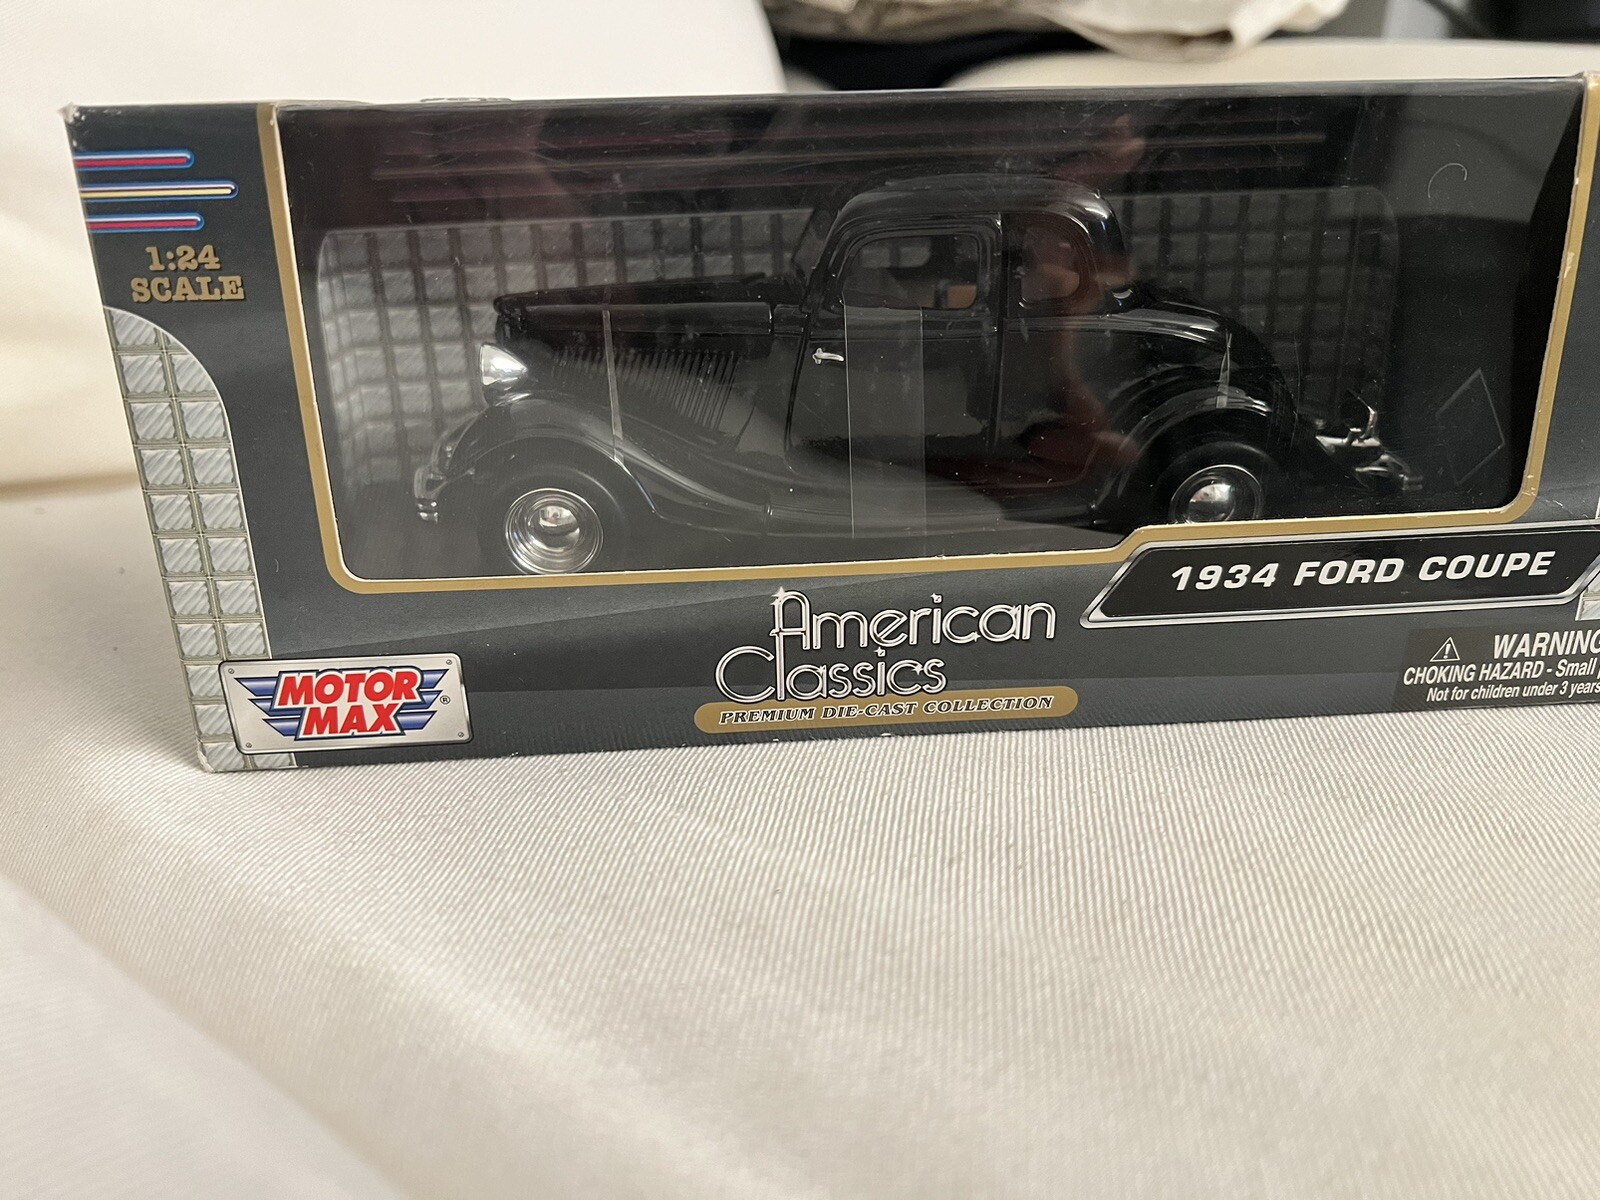 1:24
SCALE
1934 FORD COUPE
American
Classics
PREMIUM DIE-CAST COLLECTION
MOTOR
MAX
®
WARNING
CHOKING HAZARD - Small
Not for children under 3 years